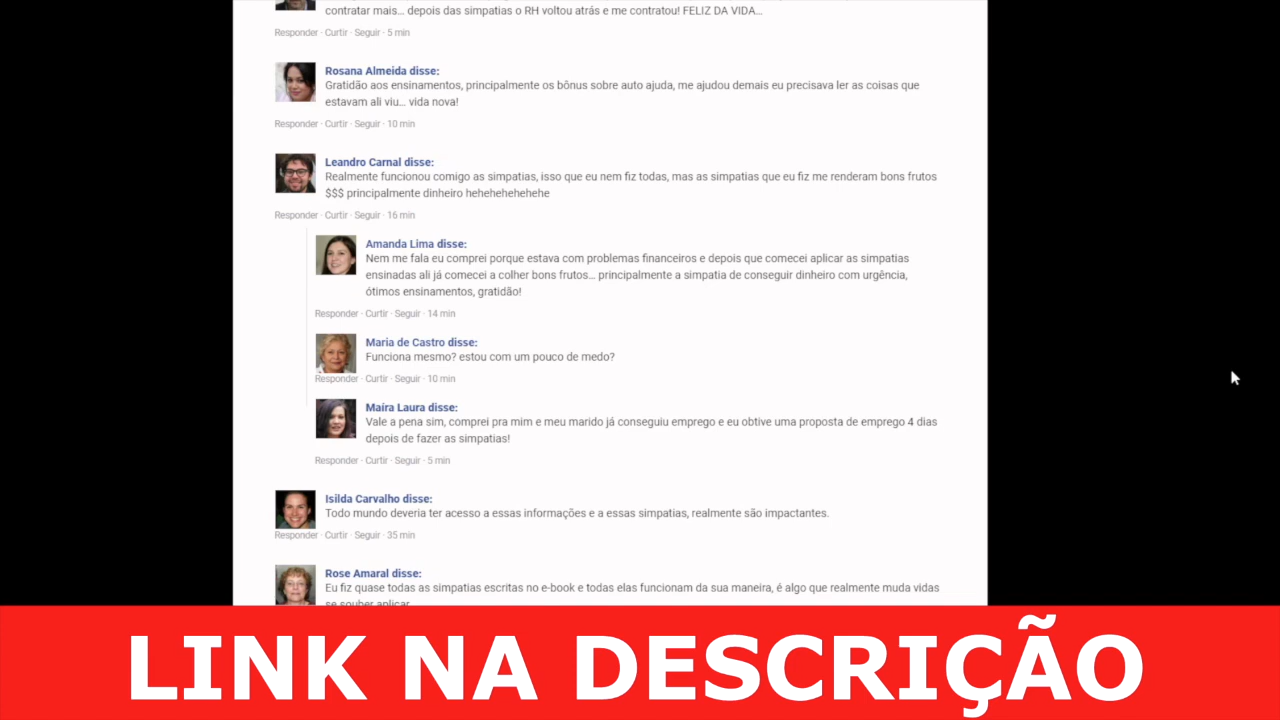 contratar mais... depois das simpatias o RH voltou atrás e me contratou! FELIZ DA VIDA...
Responder · Curtir · Seguir · 5 min
Rosana Almeida disse:
Gratidão aos ensinamentos, principalmente os bônus sobre auto ajuda, me ajudou demais eu precisava ler as coisas que
estavam ali viu... vida nova!
Responder · Curtir · Seguir · 10 min
Leandro Carnal disse:
Realmente funcionou comigo as simpatias, isso que eu nem fiz todas, mas as simpatias que eu fiz me renderam bons frutos
$$$ principalmente dinheiro hehehehehehehe
Responder · Curtir · Seguir · 16 min
Amanda Lima disse:
Nem me fala eu comprei porque estava com problemas financeiros e depois que comecei aplicar as simpatias
ensinadas ali já comecei a colher bons frutos... principalmente a simpatia de conseguir dinheiro com urgência,
ótimos ensinamentos, gratidão!
Responder · Curtir · Seguir · 14 min
Maria de Castro disse:
Funciona mesmo? estou com um pouco de medo?
Responder · Curtir · Seguir · 10 min
Maíra Laura disse:
Vale a pena sim, comprei pra mim e meu marido já conseguiu emprego e eu obtive uma proposta de emprego 4 dias
depois de fazer as simpatias!
Responder · Curtir · Seguir · 5 min
Isilda Carvalho disse:
Todo mundo deveria ter acesso a essas informações e a essas simpatias, realmente são impactantes.
Responder · Curtir · Seguir · 35 min
Rose Amaral disse:
Eu fiz quase todas as simpatias escritas no e-book e todas elas funcionam da sua maneira, é algo que realmente muda vidas
se souber aplicar
LINK NA DESCRIÇÃO